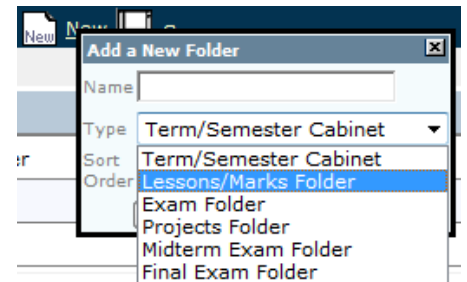 New New
Add a New Folder
Name
Type Term/Semester Cabinet
Sort Order
Term/Semester Cabinet
Lessons/Marks Folder
Exam Folder
Projects Folder
Midterm Exam Folder
Final Exam Folder